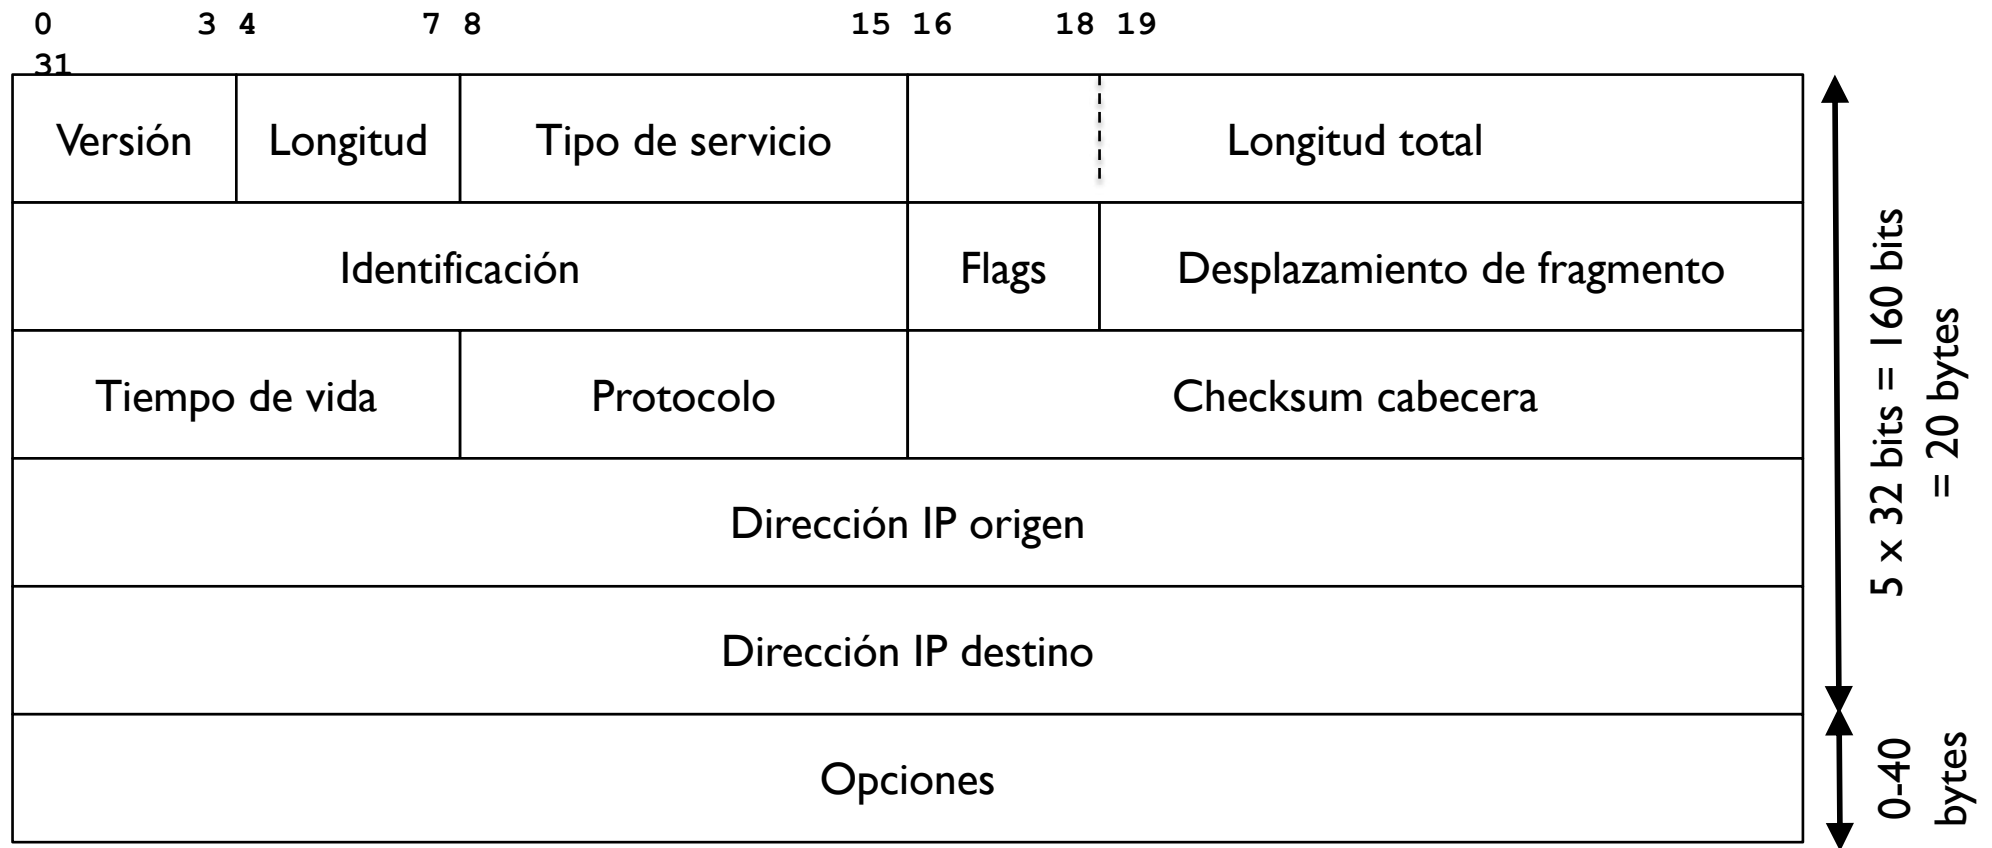 0 3 4 7 8 15 16 18 19
31
Versión Longitud Tipo de servicio Longitud total
Identificación Flags Desplazamiento de fragmento
Tiempo de vida Protocolo Checksum cabecera
Dirección IP origen
Dirección IP destino
Opciones
5 x 32 bits = 160 bits
= 20 bytes
0-40
bytes